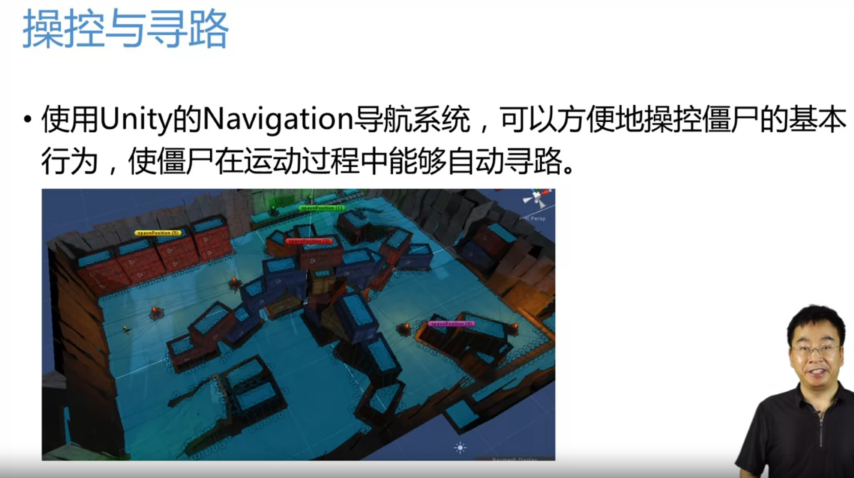 操控与寻路
• 使用Unity的Navigation导航系统，可以方便地操控僵尸的基本
行为，使僵尸在运动过程中能够自动寻路。
Persp